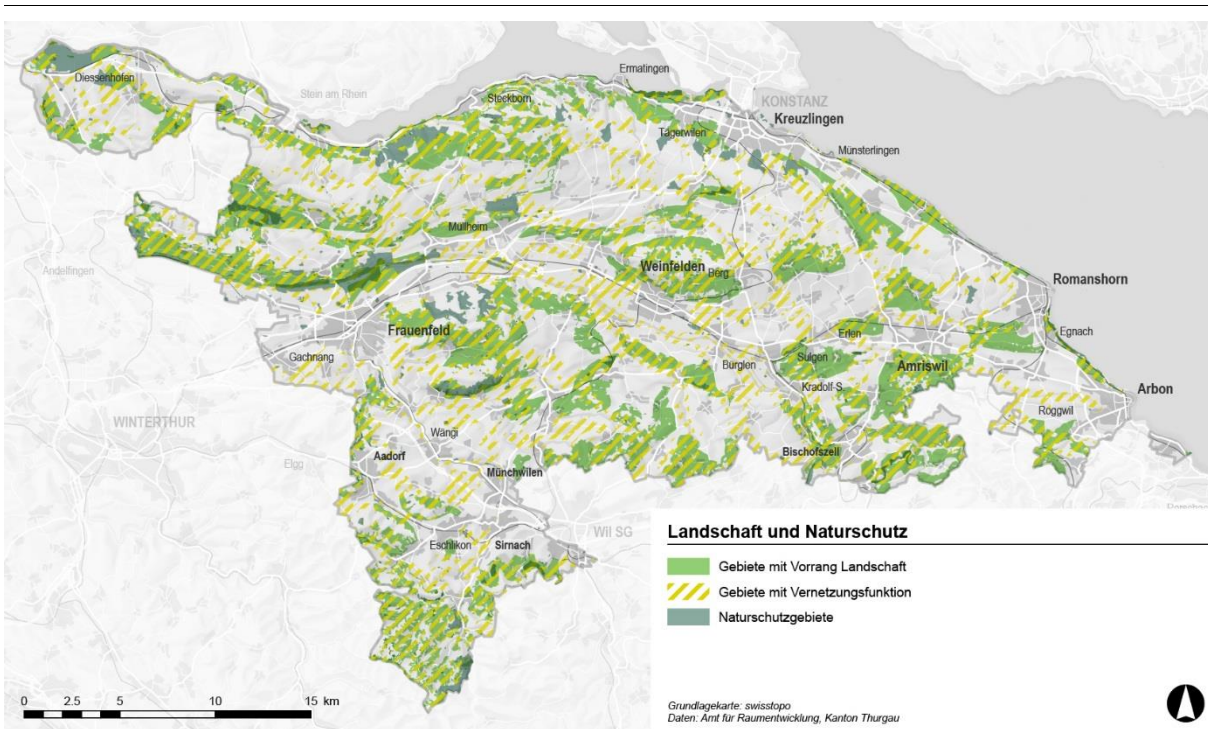 Ermatingen
Diessenhofen
Stein am Rhein
Steckborn
KONSTANZ
Kreuzlingen
Tägerwilen
Münsterlingen
Müllheim
Andelfingen
Weinfelden
Berg
Romanshorn
Frauenfeld
Erlen
Egnach
Gachnang
Bürglen
Sulgen
Amriswil
Kradolf-S.
Arbon
WINTERTHUR
Roggwil
Wängi
Aadorf
Bischofszell
Elgg
Münchwilen
Wil SG
Eschlikon
Sirnach
Landschaft und Naturschutz
Gebiete mit Vorrang Landschaft
Gebiete mit Vernetzungsfunktion
Naturschutzgebiete
0 2.5 5 10 15 km
Grundlagekarte: swisstopo
Daten: Amt für Raumentwicklung, Kanton Thurgau